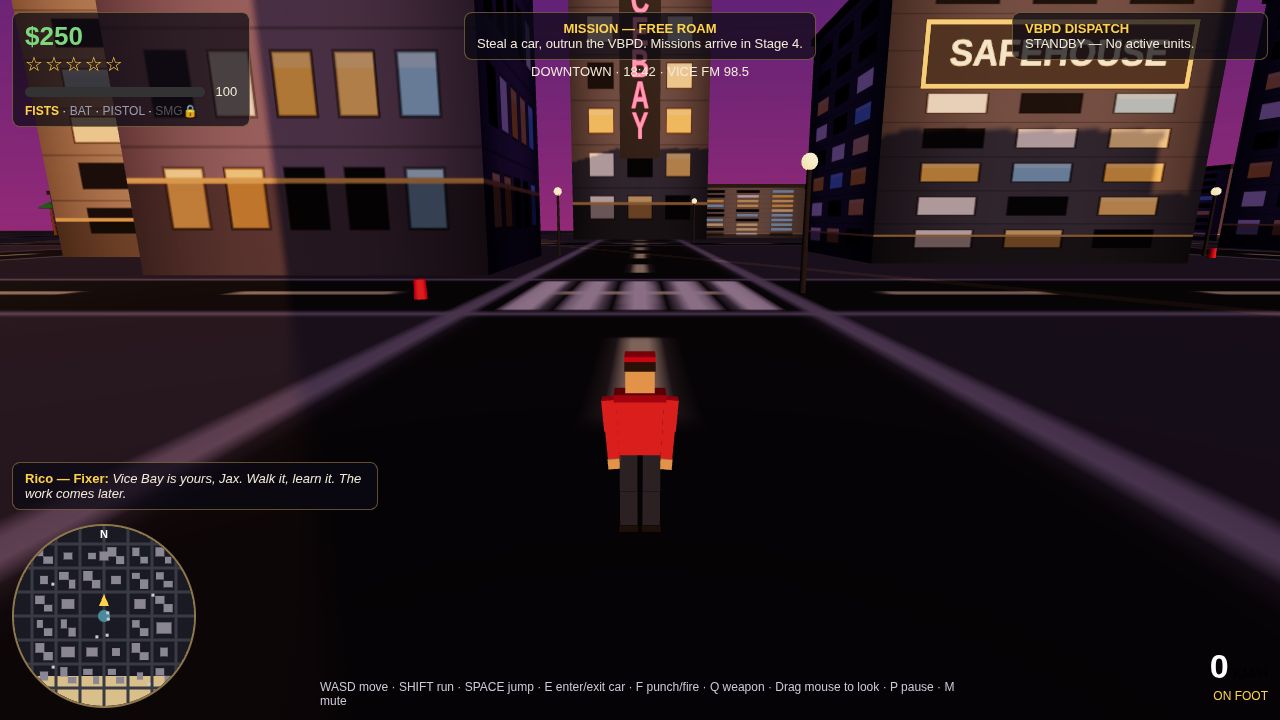 $250
☆☆☆☆☆
100
FISTS · BAT · PISTOL · SMG🔒
MISSION — FREE ROAM
Steal a car, outrun the VBPD. Missions arrive in Stage 4.
DOWNTOWN · 18:42 · VICE FM 98.5
VBPD DISPATCH
STANDBY — No active units.
C
BAY
SAFEHOUSE
Rico — Fixer: Vice Bay is yours, Jax. Walk it, learn it. The
work comes later.
N
WASD move · SHIFT run · SPACE jump · E enter/exit car · F punch/fire · Q weapon · Drag mouse to look · P pause · M
mute
0
ON FOOT